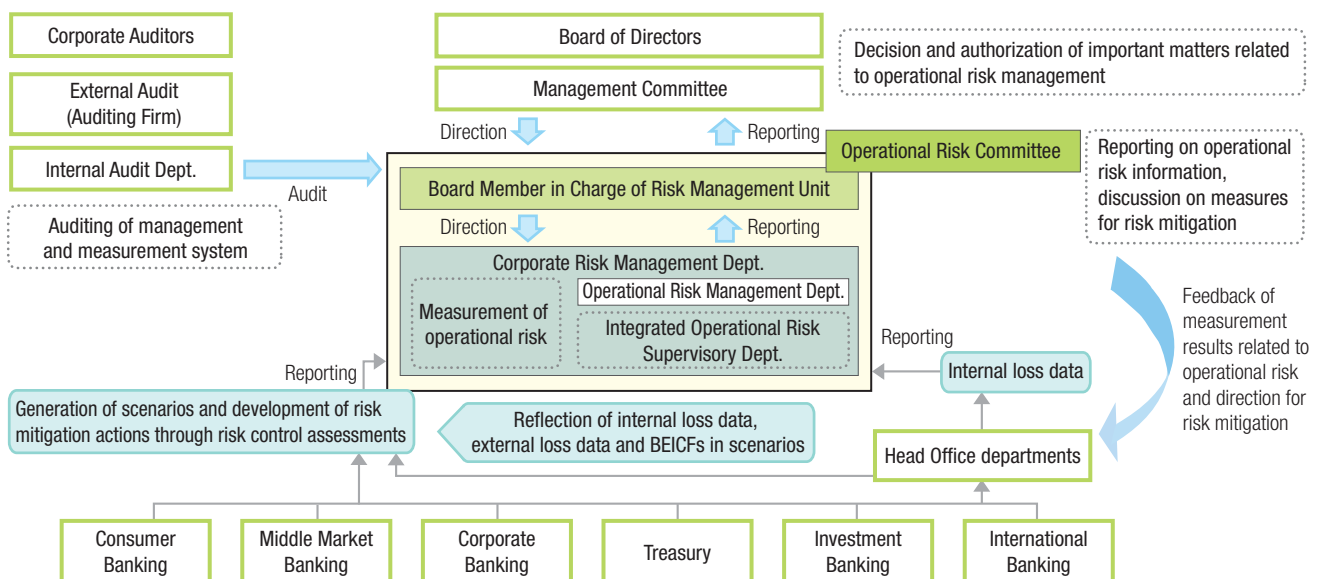 Corporate Auditors
External Audit
(Auditing Firm)
Internal Audit Dept.
Auditing of management
and measurement system
Audit
Board of Directors
Management Committee
Decision and authorization of important matters related
to operational risk management
Direction
Reporting
Operational Risk Committee
Reporting on operational
risk information,
discussion on measures
for risk mitigation
Board Member in Charge of Risk Management Unit
Direction
Reporting
Corporate Risk Management Dept.
Measurement of
operational risk
Operational Risk Management Dept.
Integrated Operational Risk
Supervisory Dept.
Feedback of
measurement
results related to
operational risk
and direction for
risk mitigation
Reporting
Reporting
Internal loss data
Generation of scenarios and development of risk
mitigation actions through risk control assessments
Reflection of internal loss data,
external loss data and BEICFs in scenarios
Head Office departments
Consumer
Banking
Middle Market
Banking
Corporate
Banking
Treasury
Investment
Banking
International
Banking